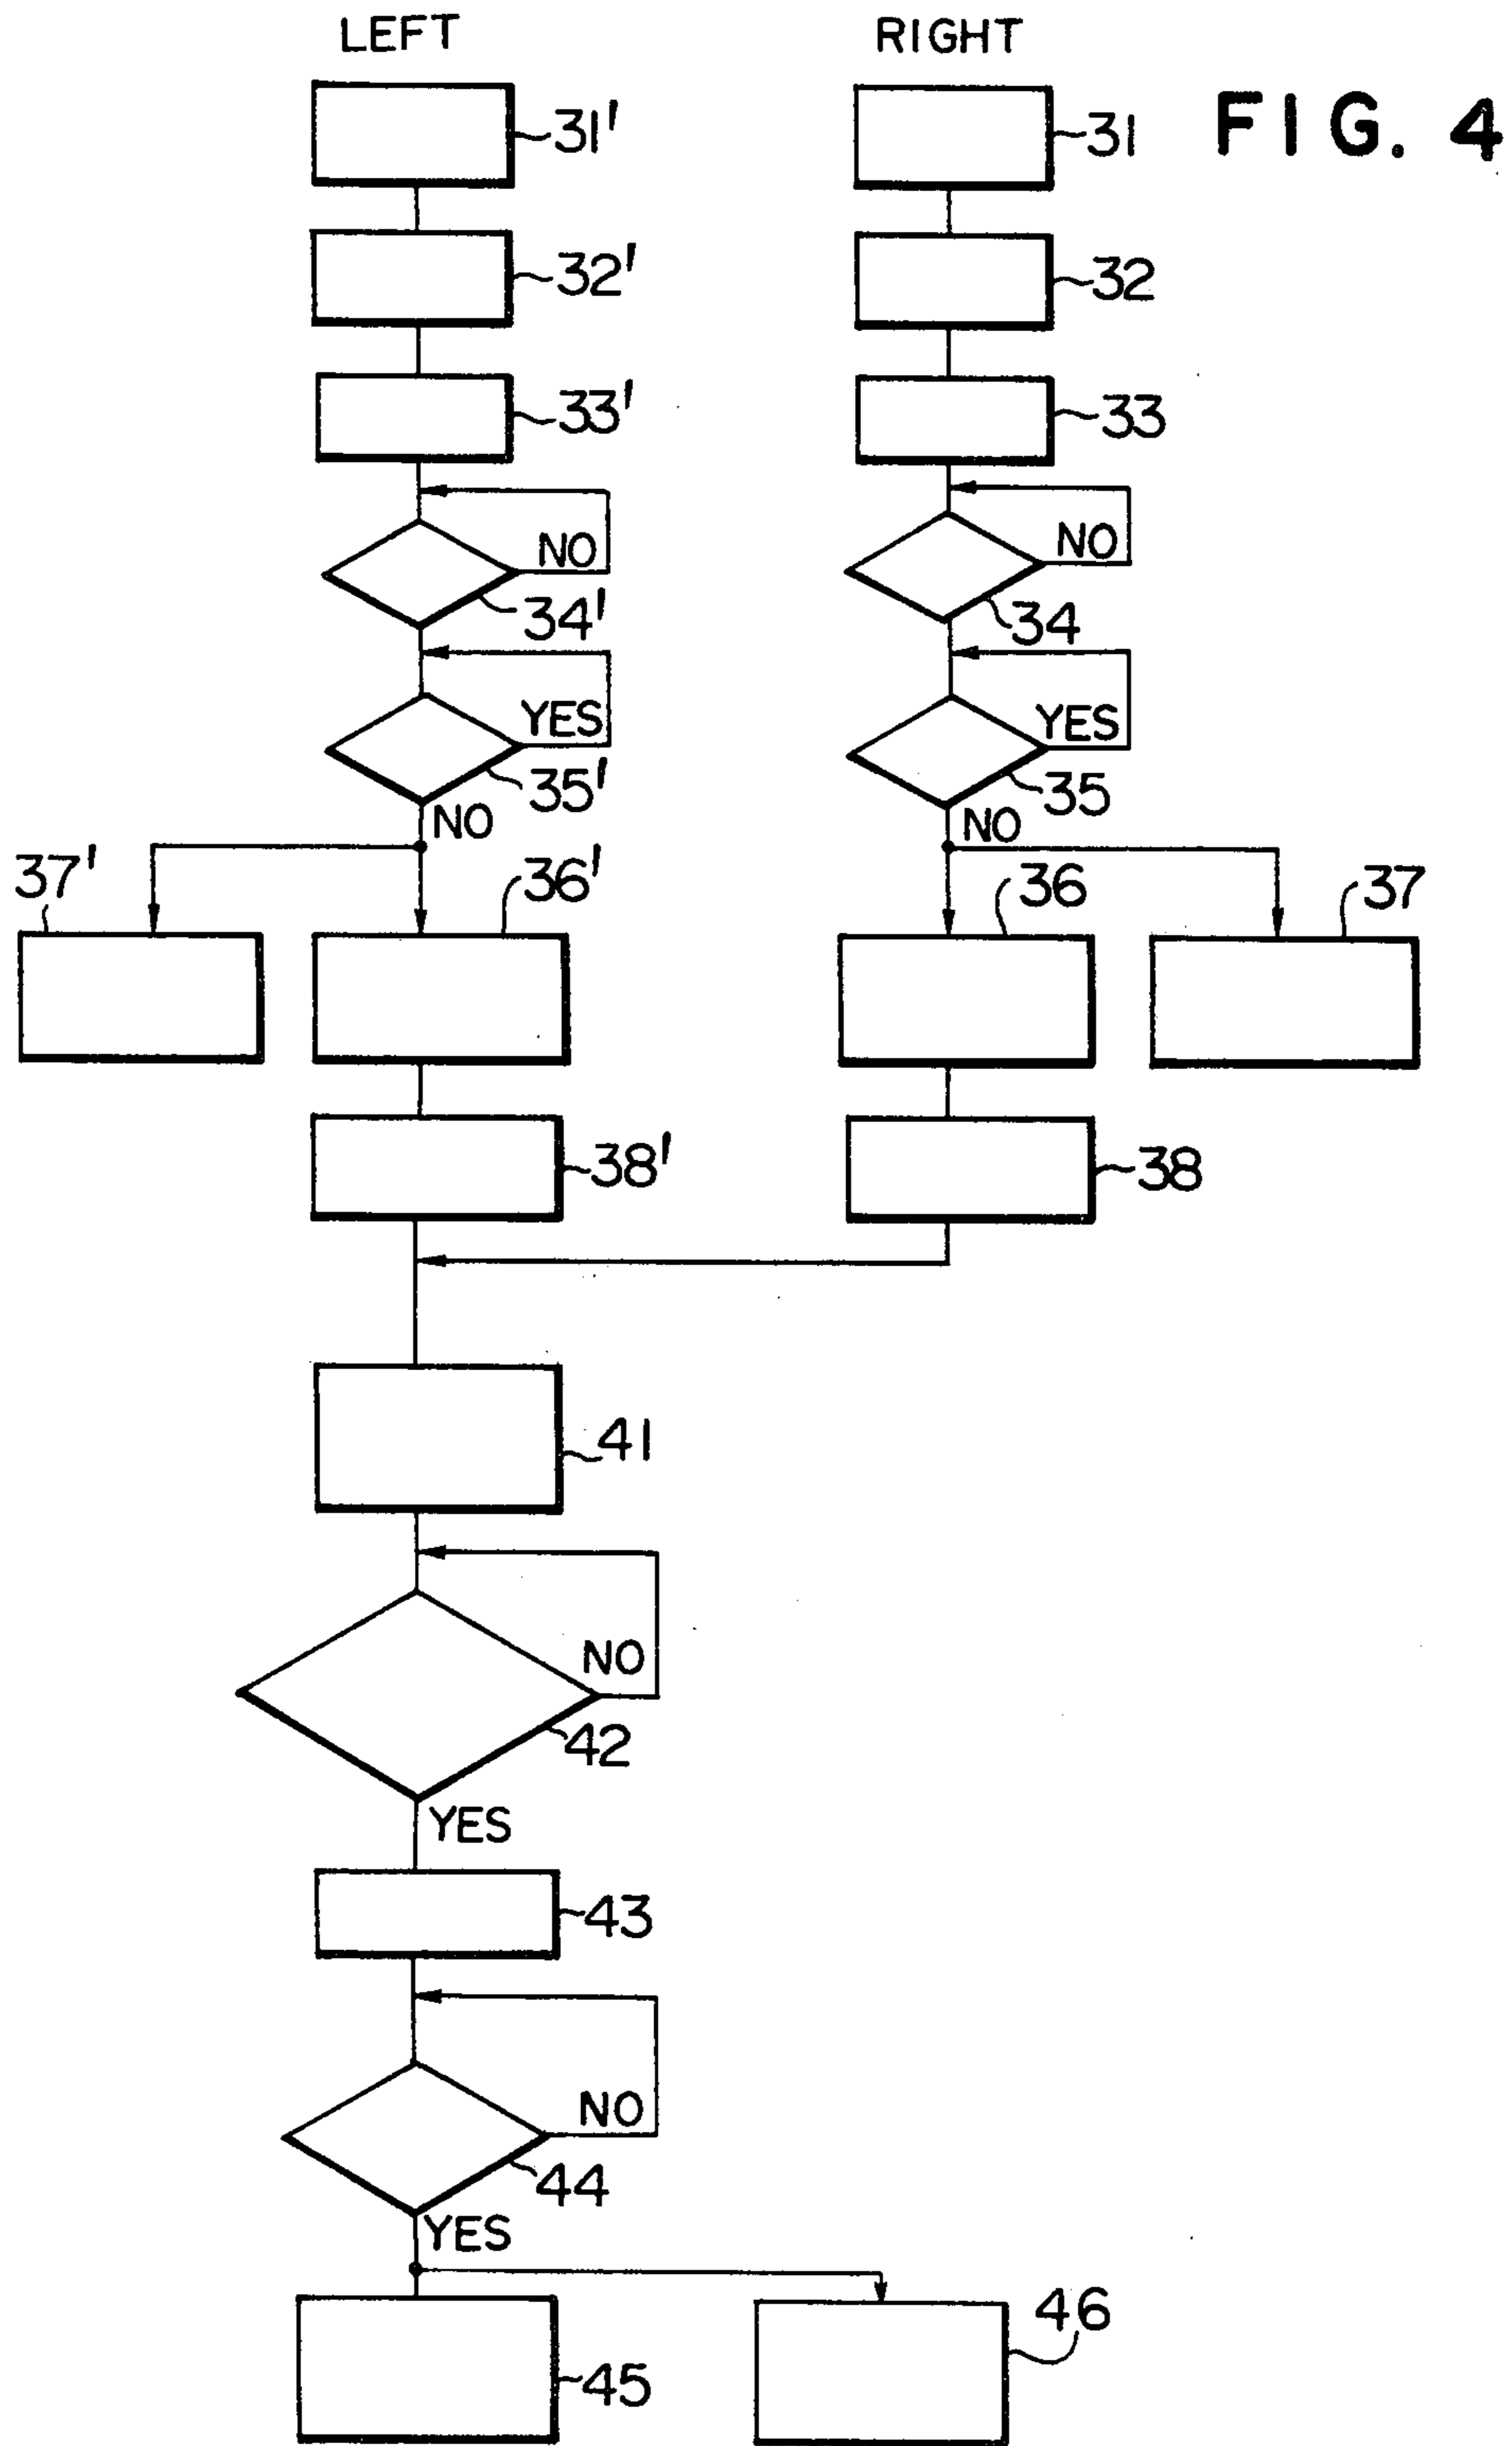 LEFT
RIGHT
FIG. 4
31'
31
32'
32
33'
33
NO
NO
34'
34
YES
YES
35'
35
NO
NO
37'
36'
36
37
38'
38
41
NO
42
YES
43
NO
44
YES
46
45